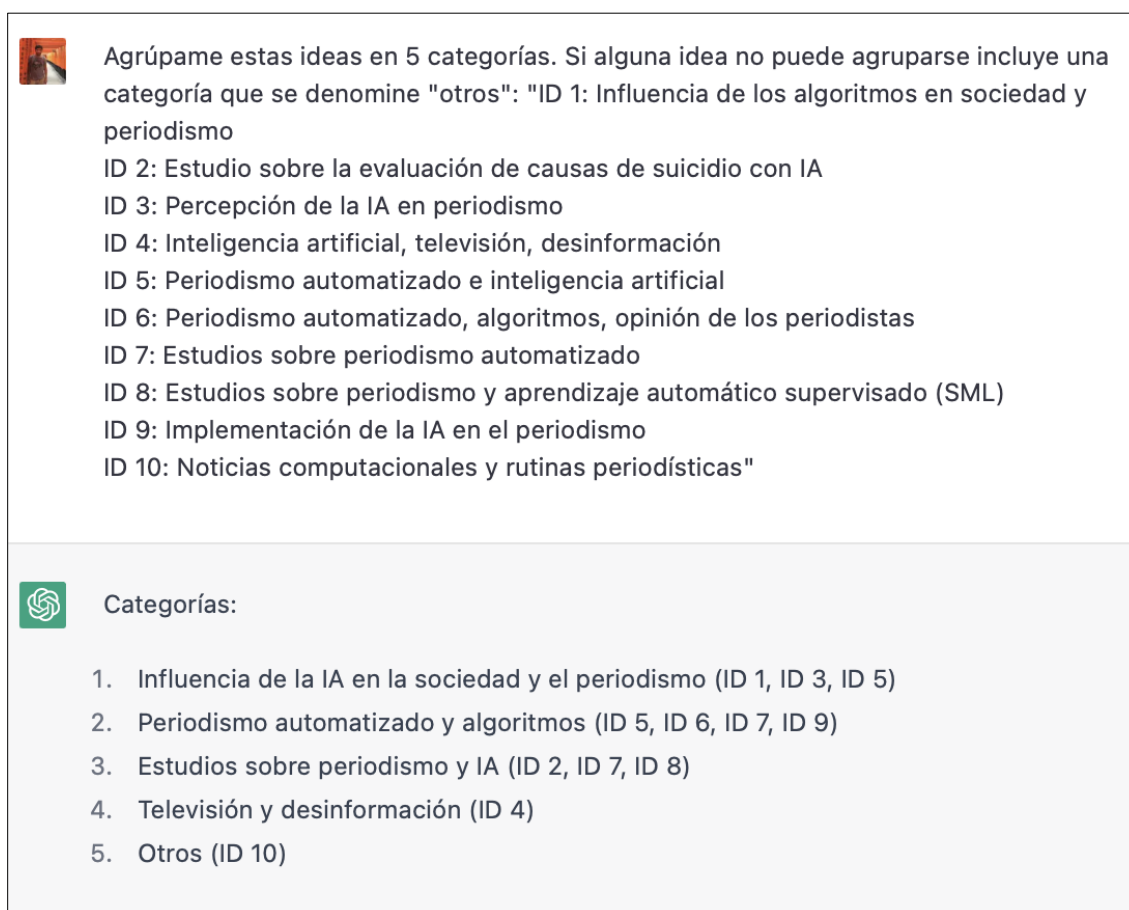 Agrúpame estas ideas en 5 categorías. Si alguna idea no puede agruparse incluye una
categoría que se denomine "otros": "ID 1: Influencia de los algoritmos en sociedad y
periodismo
ID 2: Estudio sobre la evaluación de causas de suicidio con IA
ID 3: Percepción de la IA en periodismo
ID 4: Inteligencia artificial, televisión, desinformación
ID 5: Periodismo automatizado e inteligencia artificial
ID 6: Periodismo automatizado, algoritmos, opinión de los periodistas
ID 7: Estudios sobre periodismo automatizado
ID 8: Estudios sobre periodismo y aprendizaje automático supervisado (SML)
ID 9: Implementación de la IA en el periodismo
ID 10: Noticias computacionales y rutinas periodísticas"
Categorías:
1. Influencia de la IA en la sociedad y el periodismo (ID 1, ID 3, ID 5)
2. Periodismo automatizado y algoritmos (ID 5, ID 6, ID 7, ID 9)
3. Estudios sobre periodismo y IA (ID 2, ID 7, ID 8)
4. Televisión y desinformación (ID 4)
5. Otros (ID 10)